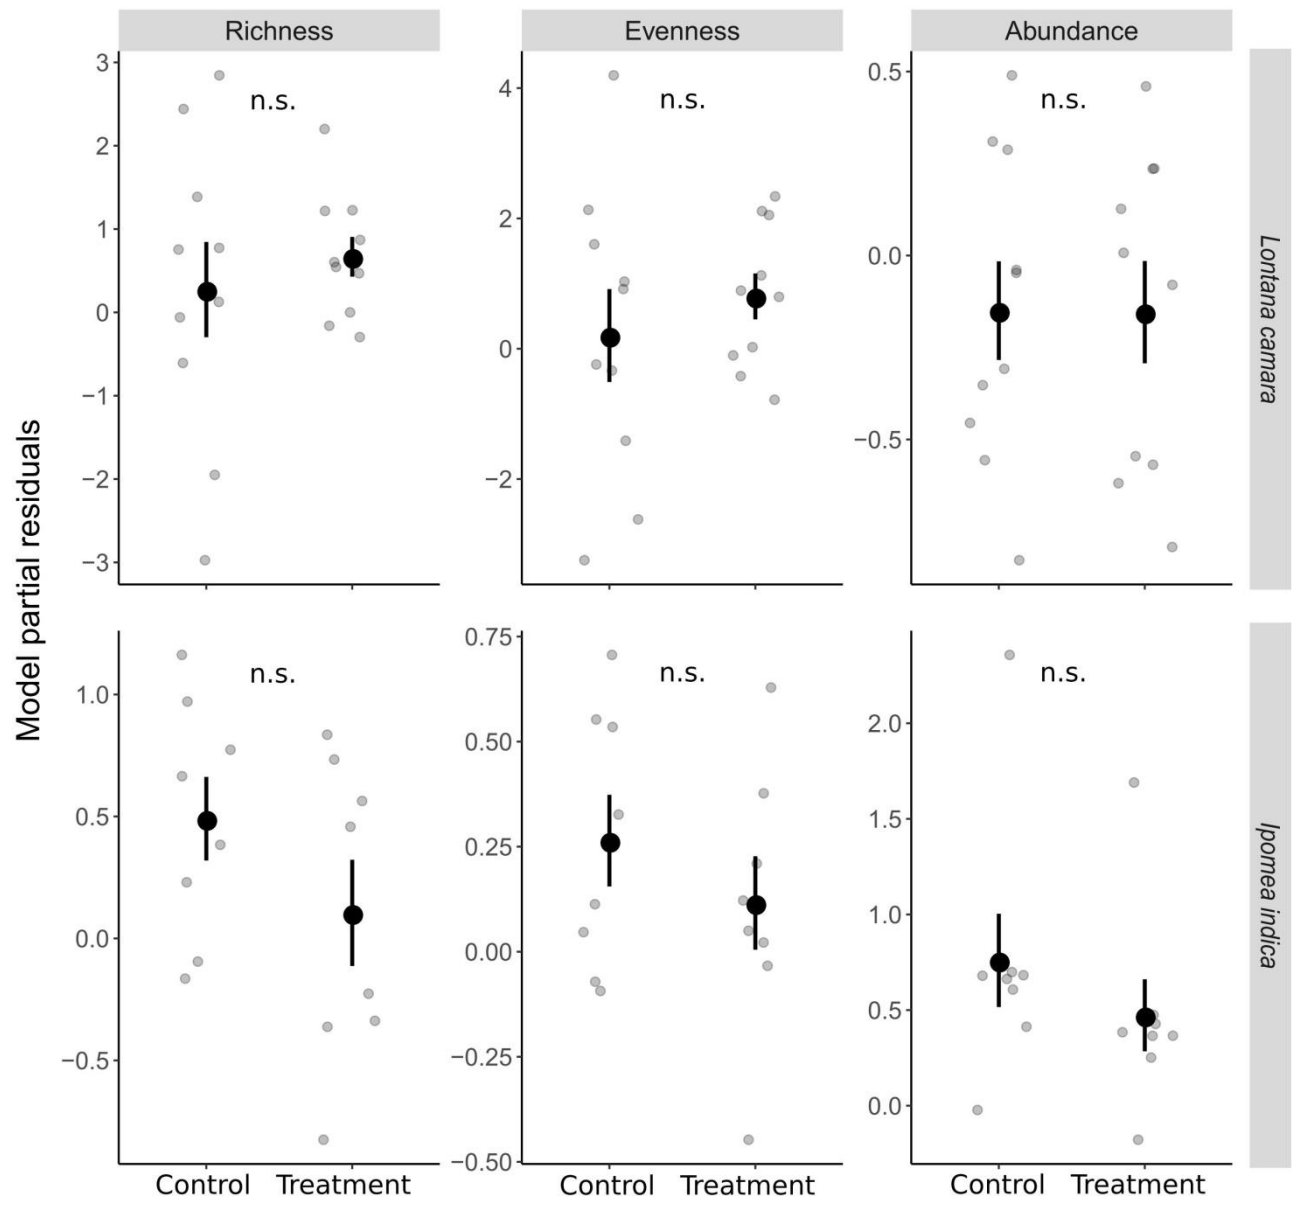 Richness Evenness Abundance
Model partial residuals
3
2
1
0
−1
−2
−3
n.s.
4
2
0
−2
n.s.
0.5
0.0
−0.5
n.s.
Lontana camara
1.0
0.5
0.0
−0.5
n.s.
0.75
0.50
0.25
0.00
−0.25
−0.50
n.s.
2.0
1.5
1.0
0.5
0.0
n.s.
Ipomea indica
Control Treatment Control Treatment Control Treatment